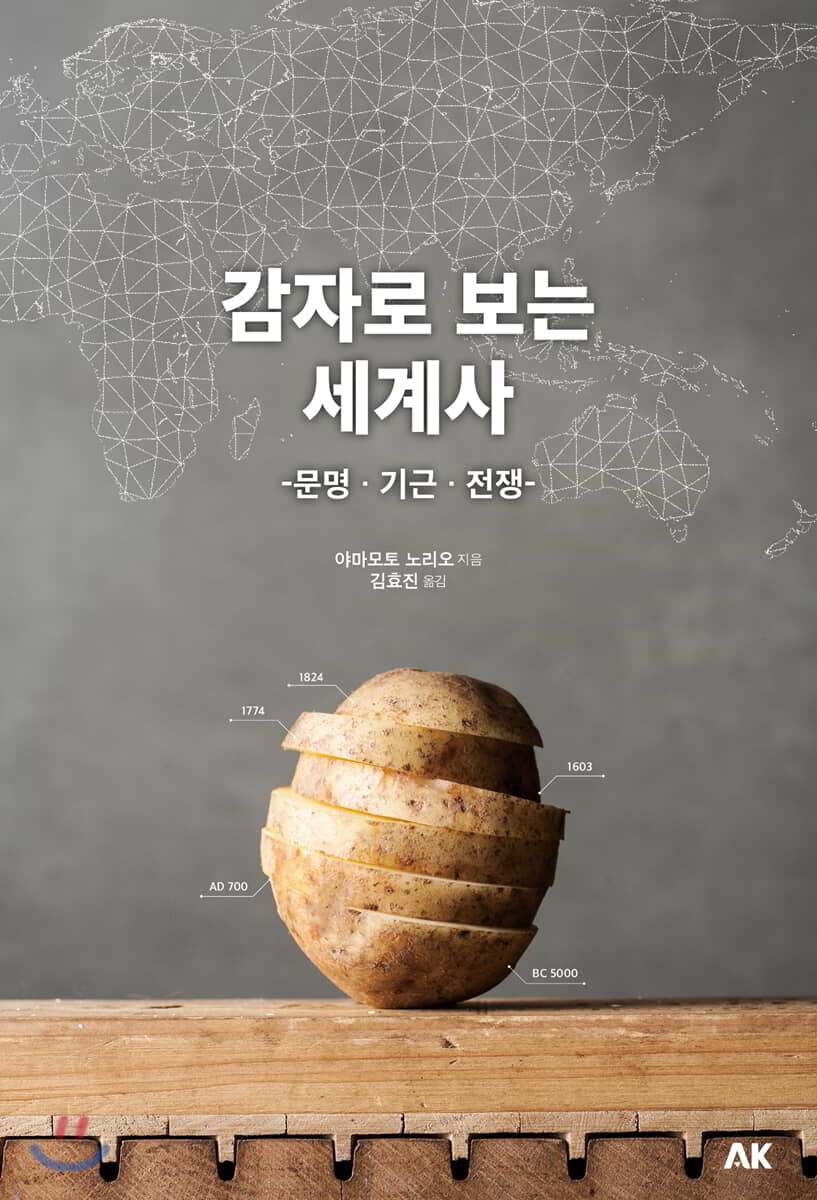 감자로 보는
세계사
-문명 · 기근 · 전쟁-
야마모토 노리오 지음
김효진 옮김
1824
1774
1603
AD 700
BC 5000
AK